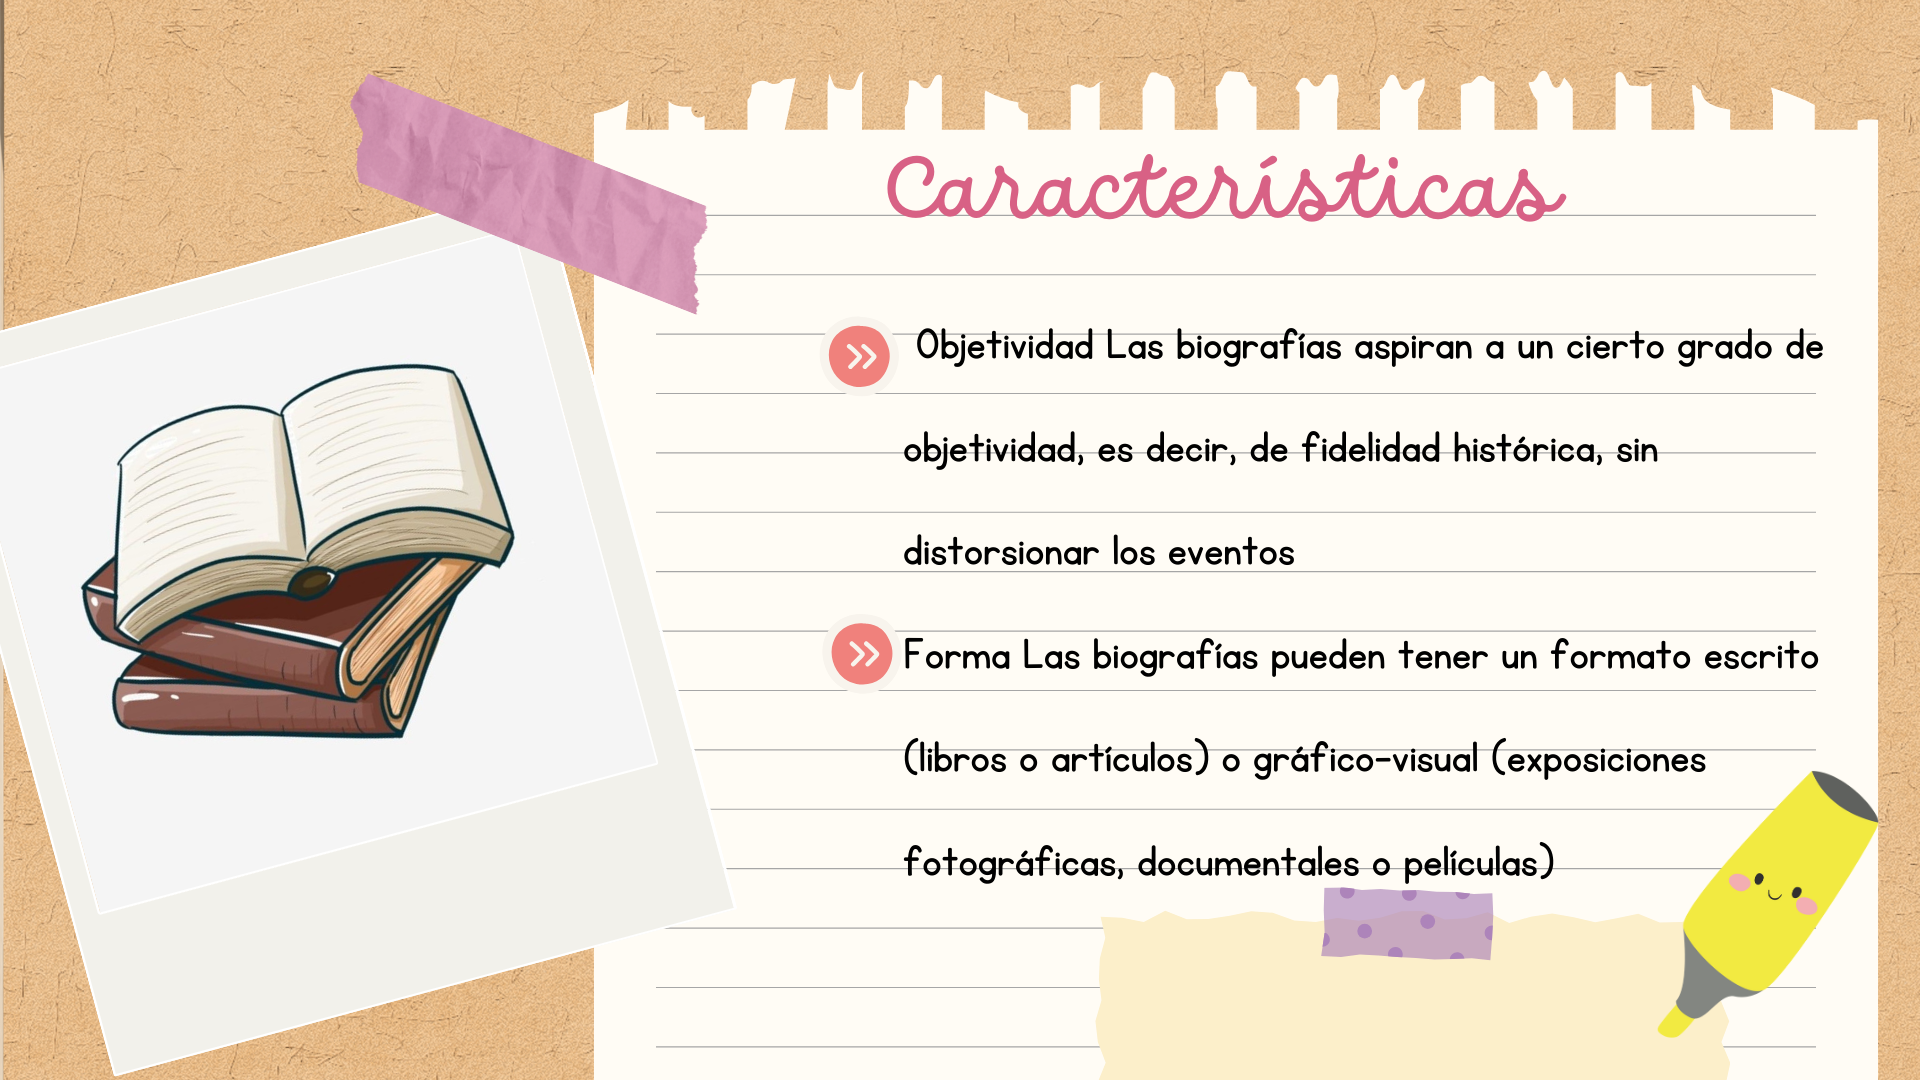 Características
Objetividad Las biografías aspiran a un cierto grado de
objetividad, es decir, de fidelidad histórica, sin
distorsionar los eventos
Forma Las biografías pueden tener un formato escrito
(libros o artículos) o gráfico-visual (exposiciones
fotográficas, documentales o películas)